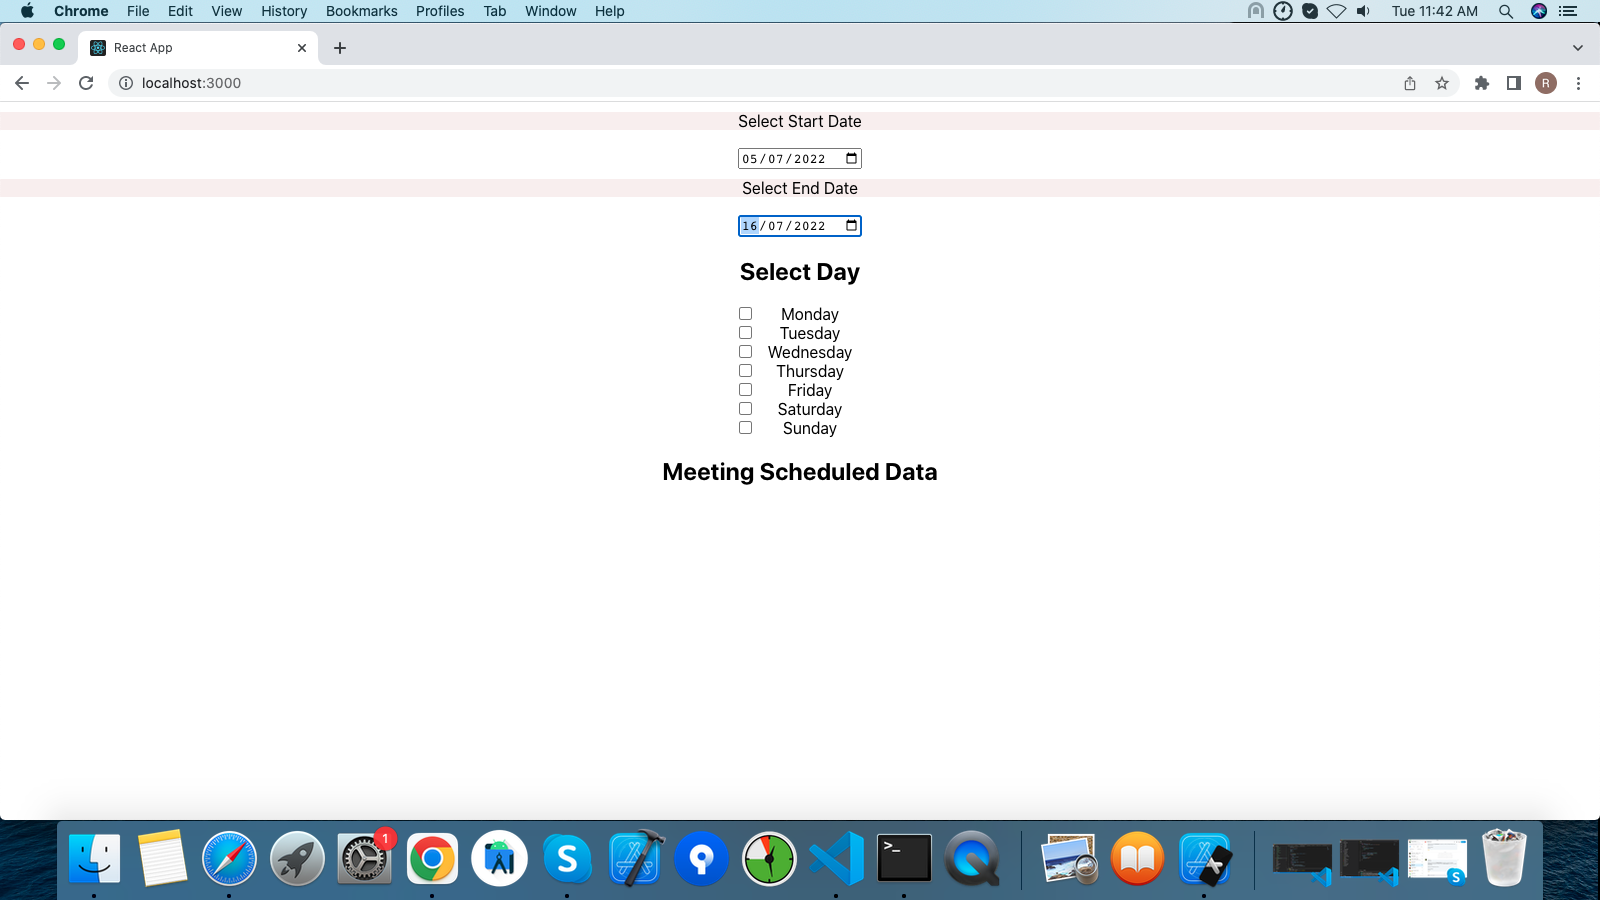 Chrome File Edit View History Bookmarks Profiles Tab Window Help Tue 11:42 AM
React App
localhost:3000 R
Select Start Date
05/07/2022
Select End Date
16/07/2022
Select Day
Monday
Tuesday
Wednesday
Thursday
Friday
Saturday
Sunday
Meeting Scheduled Data
1
S
>_
S